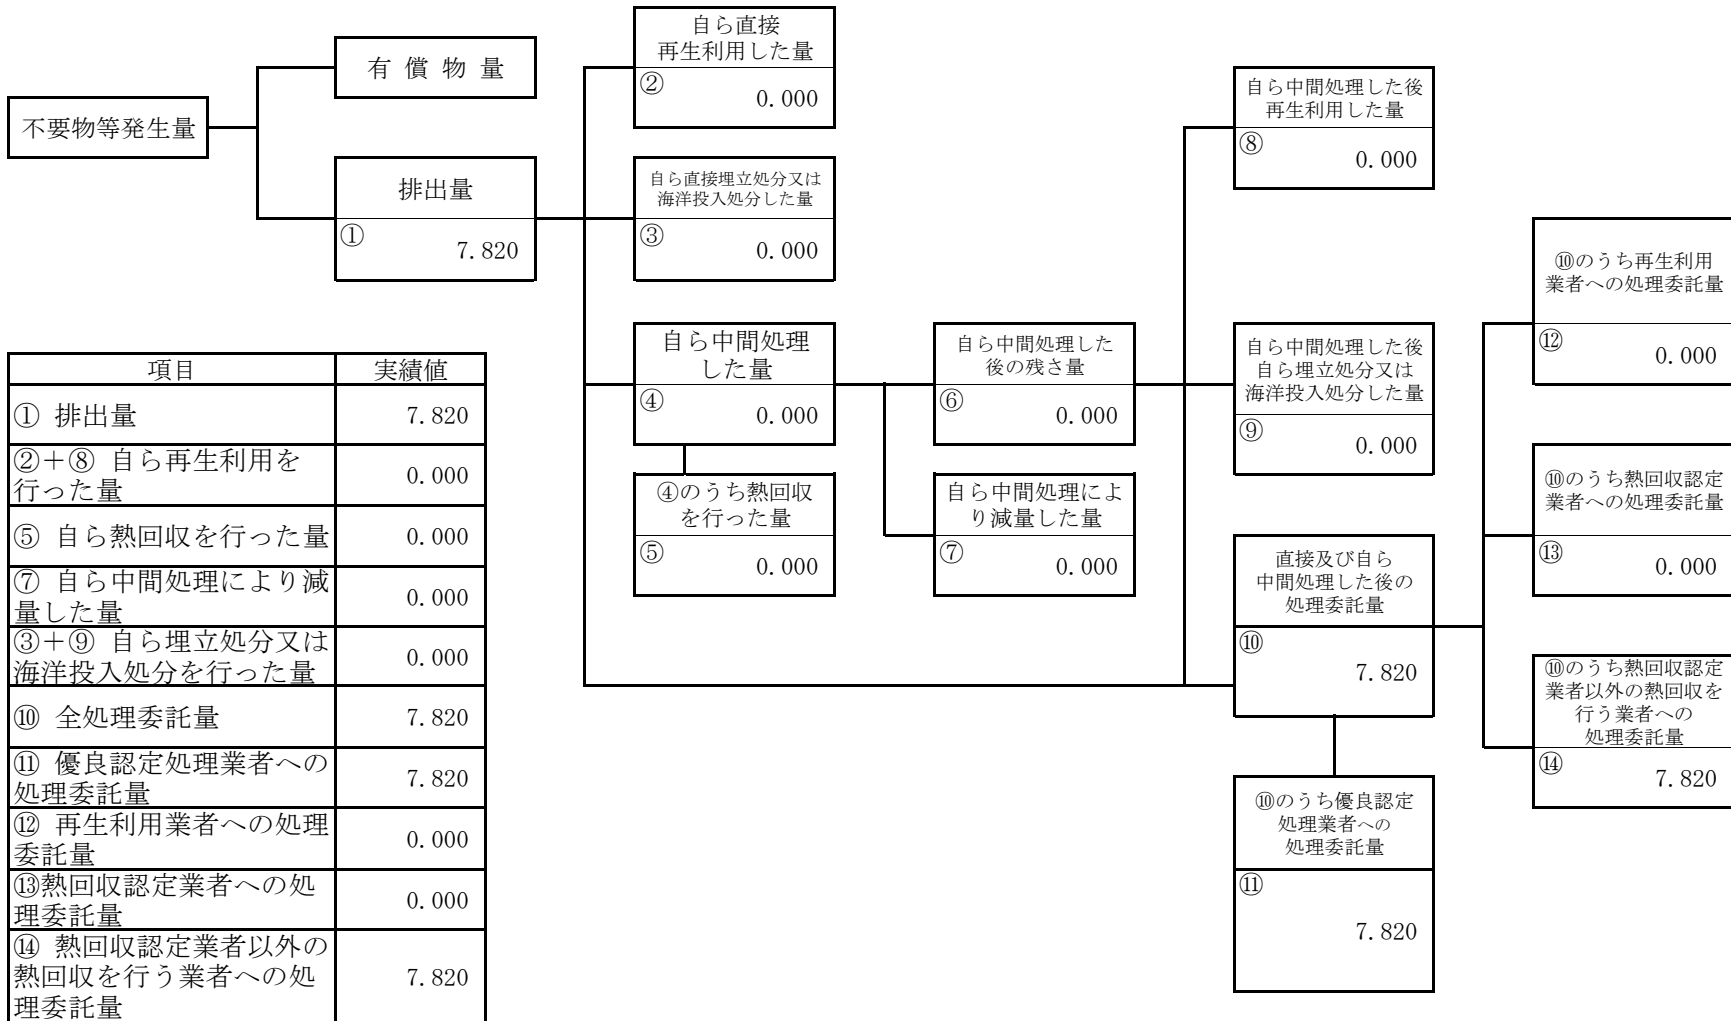 不要物等発生量
有 償 物 量
排出量
①
7.820
自ら直接
再生利用した量
②
0.000
自ら直接埋立処分又は
海洋投入処分した量
③
0.000
自ら中間処理
した量
④
0.000
④のうち熱回収
を行った量
⑤
0.000
自ら中間処理した
後の残さ量
⑥
0.000
自ら中間処理によ
り減量した量
⑦
0.000
自ら中間処理した後
再生利用した量
⑧
0.000
自ら中間処理した後
自ら埋立処分又は
海洋投入処分した量
⑨
0.000
直接及び自ら
中間処理した後の
処理委託量
⑩
7.820
⑩のうち優良認定
処理業者への
処理委託量
⑪
7.820
⑩のうち再生利用
業者への処理委託量
⑫
0.000
⑩のうち熱回収認定
業者への処理委託量
⑬
0.000
⑩のうち熱回収認定
業者以外の熱回収を
行う業者への
処理委託量
⑭
7.820
項目 実績値
① 排出量 7.820
②+⑧ 自ら再生利用を
行った量 0.000
⑤ 自ら熱回収を行った量 0.000
⑦ 自ら中間処理により減
量した量 0.000
③+⑨ 自ら埋立処分又は
海洋投入処分を行った量 0.000
⑩ 全処理委託量 7.820
⑪ 優良認定処理業者への
処理委託量 7.820
⑫ 再生利用業者への処理
委託量 0.000
⑬熱回収認定業者への処
理委託量 0.000
⑭ 熱回収認定業者以外の
熱回収を行う業者への処
理委託量 7.820